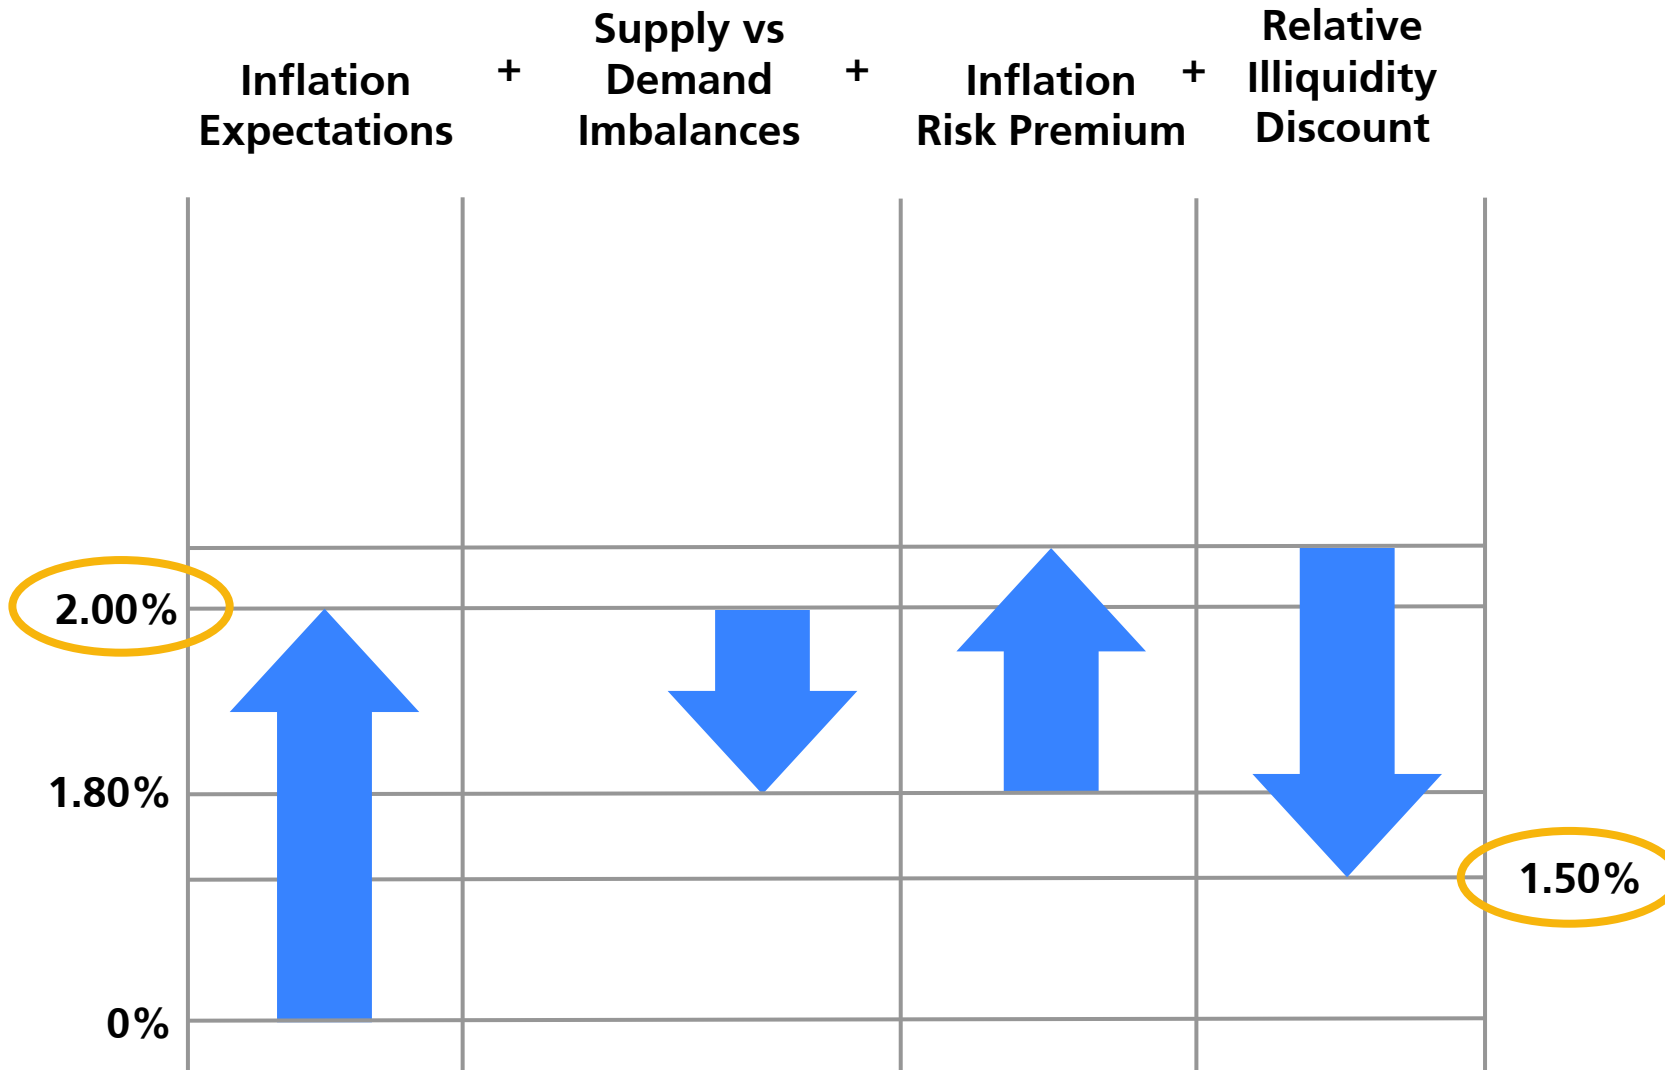 Inflation
Expectations
+
Supply vs
Demand
Imbalances
+
Inflation
Risk Premium
+
Relative
Illiquidity
Discount
2.00%
1.80%
1.50%
0%